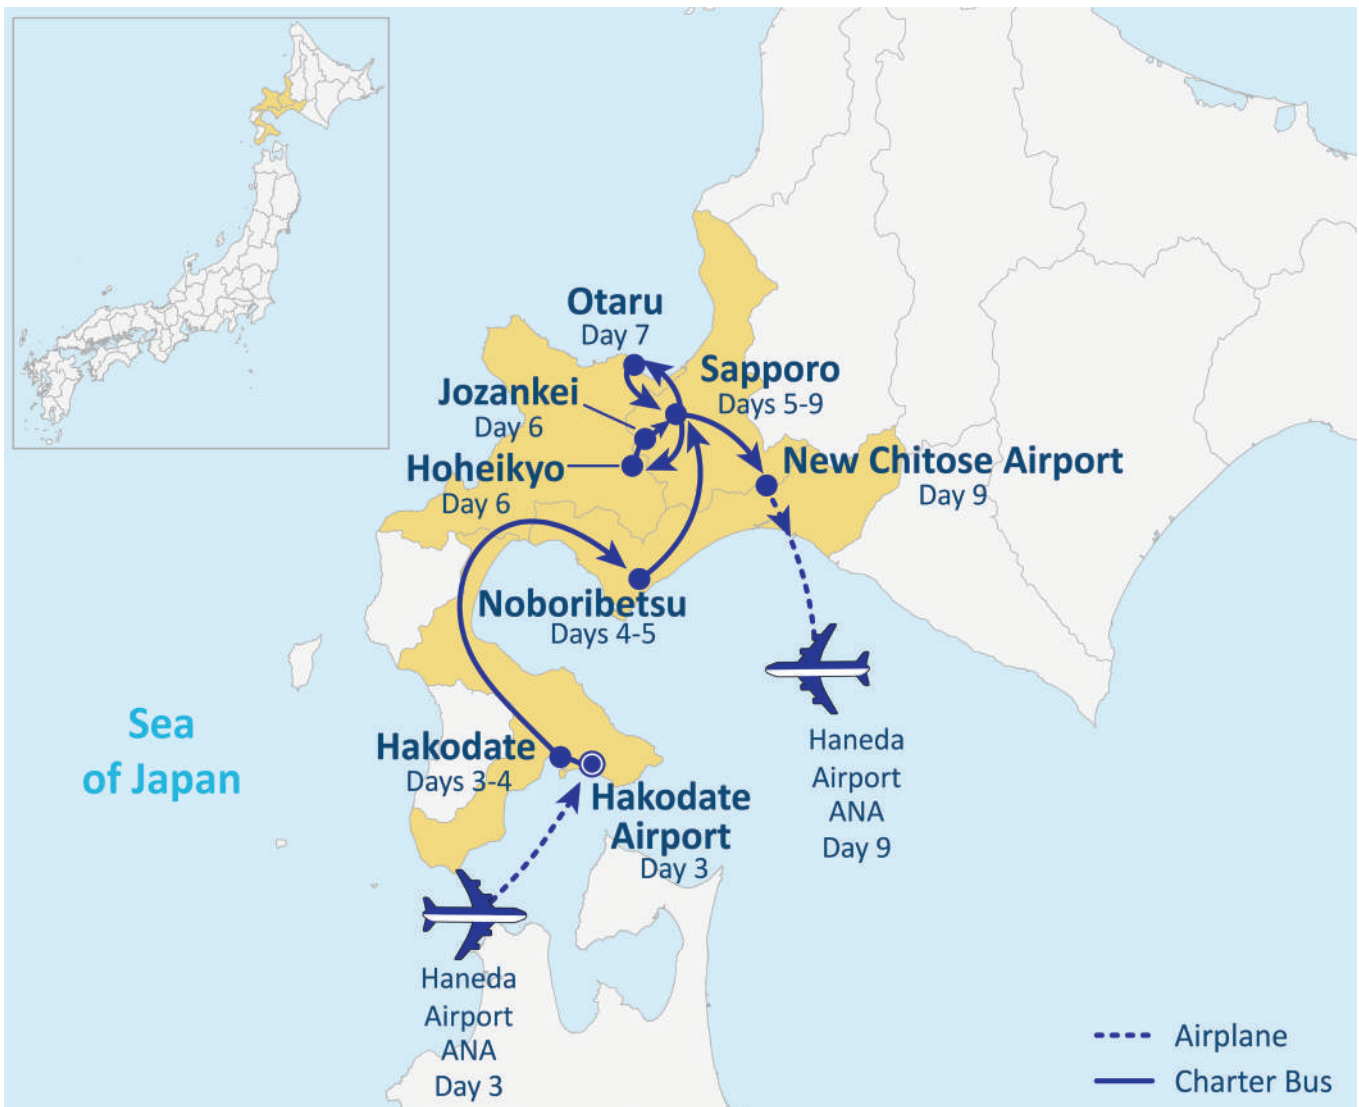 Otaru
Day 7
Sapporo
Days 5-9
Jozankei
Day 6
Hoheikyo
Day 6
New Chitose Airport
Day 9
Noboribetsu
Days 4-5
Sea
of Japan
Hakodate
Days 3-4
Hakodate
Airport
Day 3
Haneda
Airport
ANA
Day 9
Haneda
Airport
ANA
Day 3
Airplane
Charter Bus